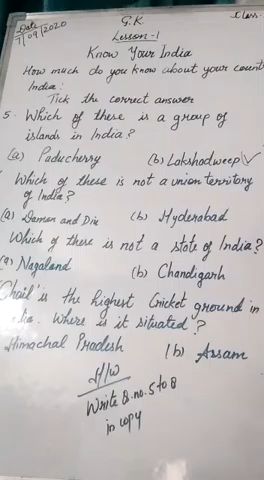 Date 7/09/2020
G.K
Class-
Lesson-1
Know Your India
How much do you know about your count
India:
Tick the correct answer
5. Which of these is a group of
islands in India?
(a) Paducherry (b) Lakshadweep ✓
Which of these is not a union territory
of India?
(a) Daman and Diu (b) Hyderabad
Which of these is not a state of India?
(a) Nagaland (b) Chandigarh
'Chail' is the highest Cricket ground in
dia. Where is it situated?
Himachal Pradesh (b) Assam
H/W
Write Q.no. 5 to 8
in copy